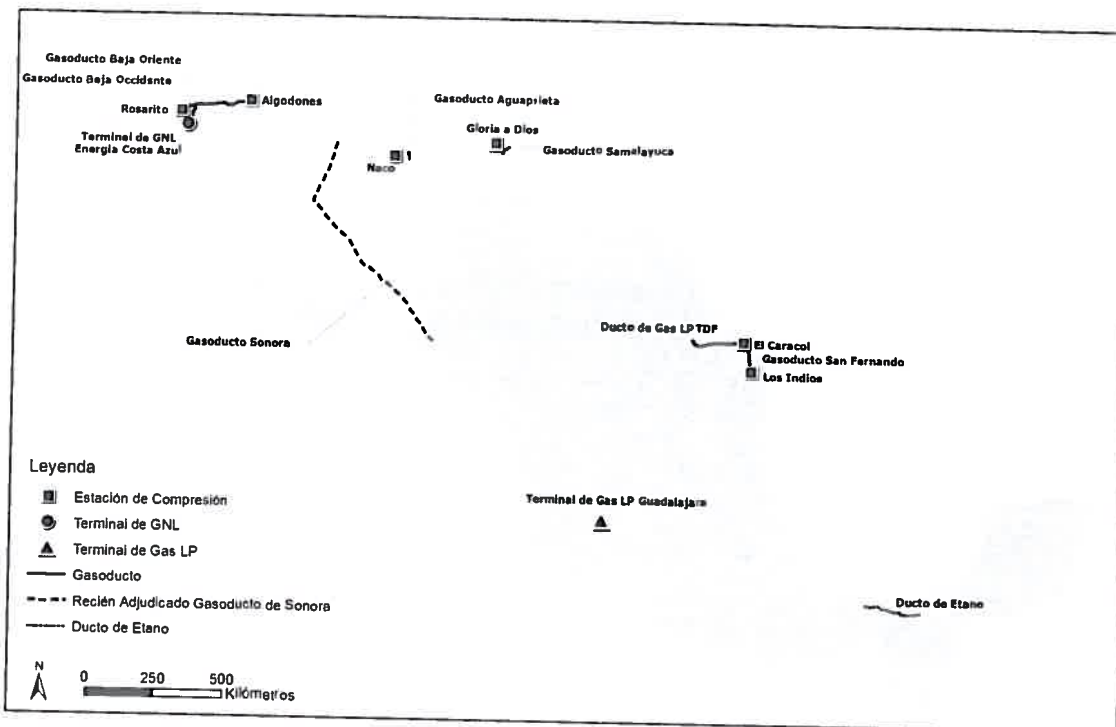 Gasoducto Baja Oriente
Gasoducto Baja Occidente
Rosarito
Algodones
Terminal de GNL
Energia Costa Azul
Gasoducto Aguaprieta
Gloria a Dios
Gasoducto Samalayuca
Naco
1
Gasoducto Sonora
Ducto de Gas LP TDF
El Caracol
Gasoducto San Fernando
Los Indios
Leyenda
Estación de Compresión
Terminal de GNL
Terminal de Gas LP
Gasoducto
Recién Adjudicado Gasoducto de Sonora
Ducto de Etano
Terminal de Gas LP Guadalajara
Ducto de Etano
N
0 250 500
Kilómetros